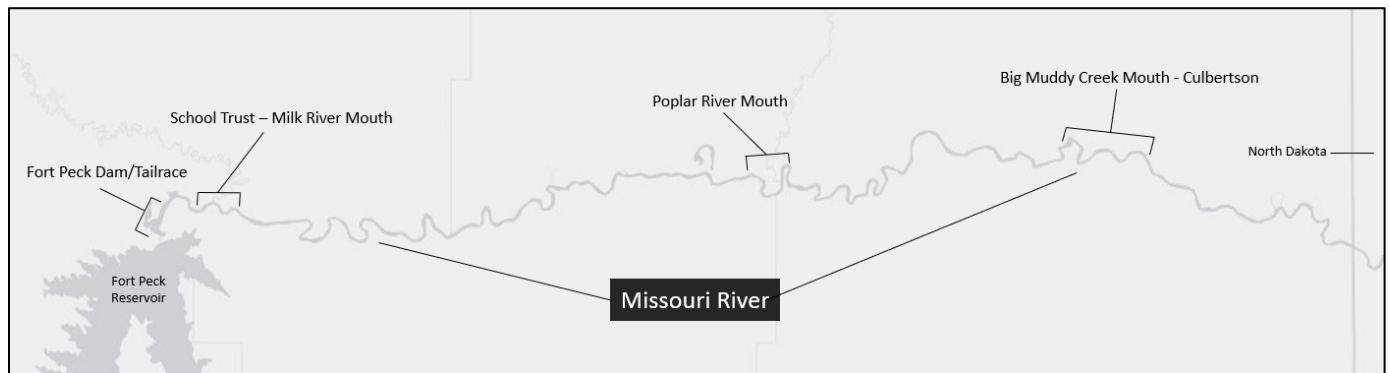 Big Muddy Creek Mouth - Culbertson
Poplar River Mouth
School Trust – Milk River Mouth
North Dakota
Fort Peck Dam/Tailrace
Fort Peck
Reservoir
Missouri River